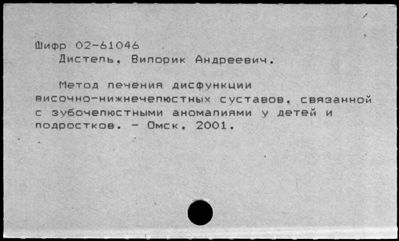 Шифр 02-61046
Дистель, Вилорик Андреевич.
Метод лечения дисфункции
височно-нижнечелюстных суставов, связанной
с зубочелюстными аномалиями у детей и
подростков. - Омск, 2001.